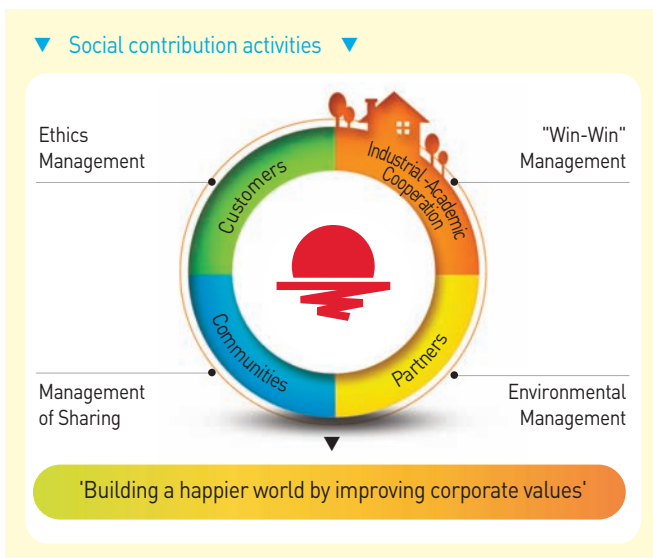 ▼ Social contribution activities ▼
Ethics
Management
"Win-Win"
Management
Customers
Industrial-Academic
Cooperation
Communities
Partners
Management
of Sharing
Environmental
Management
▼
'Building a happier world by improving corporate values'